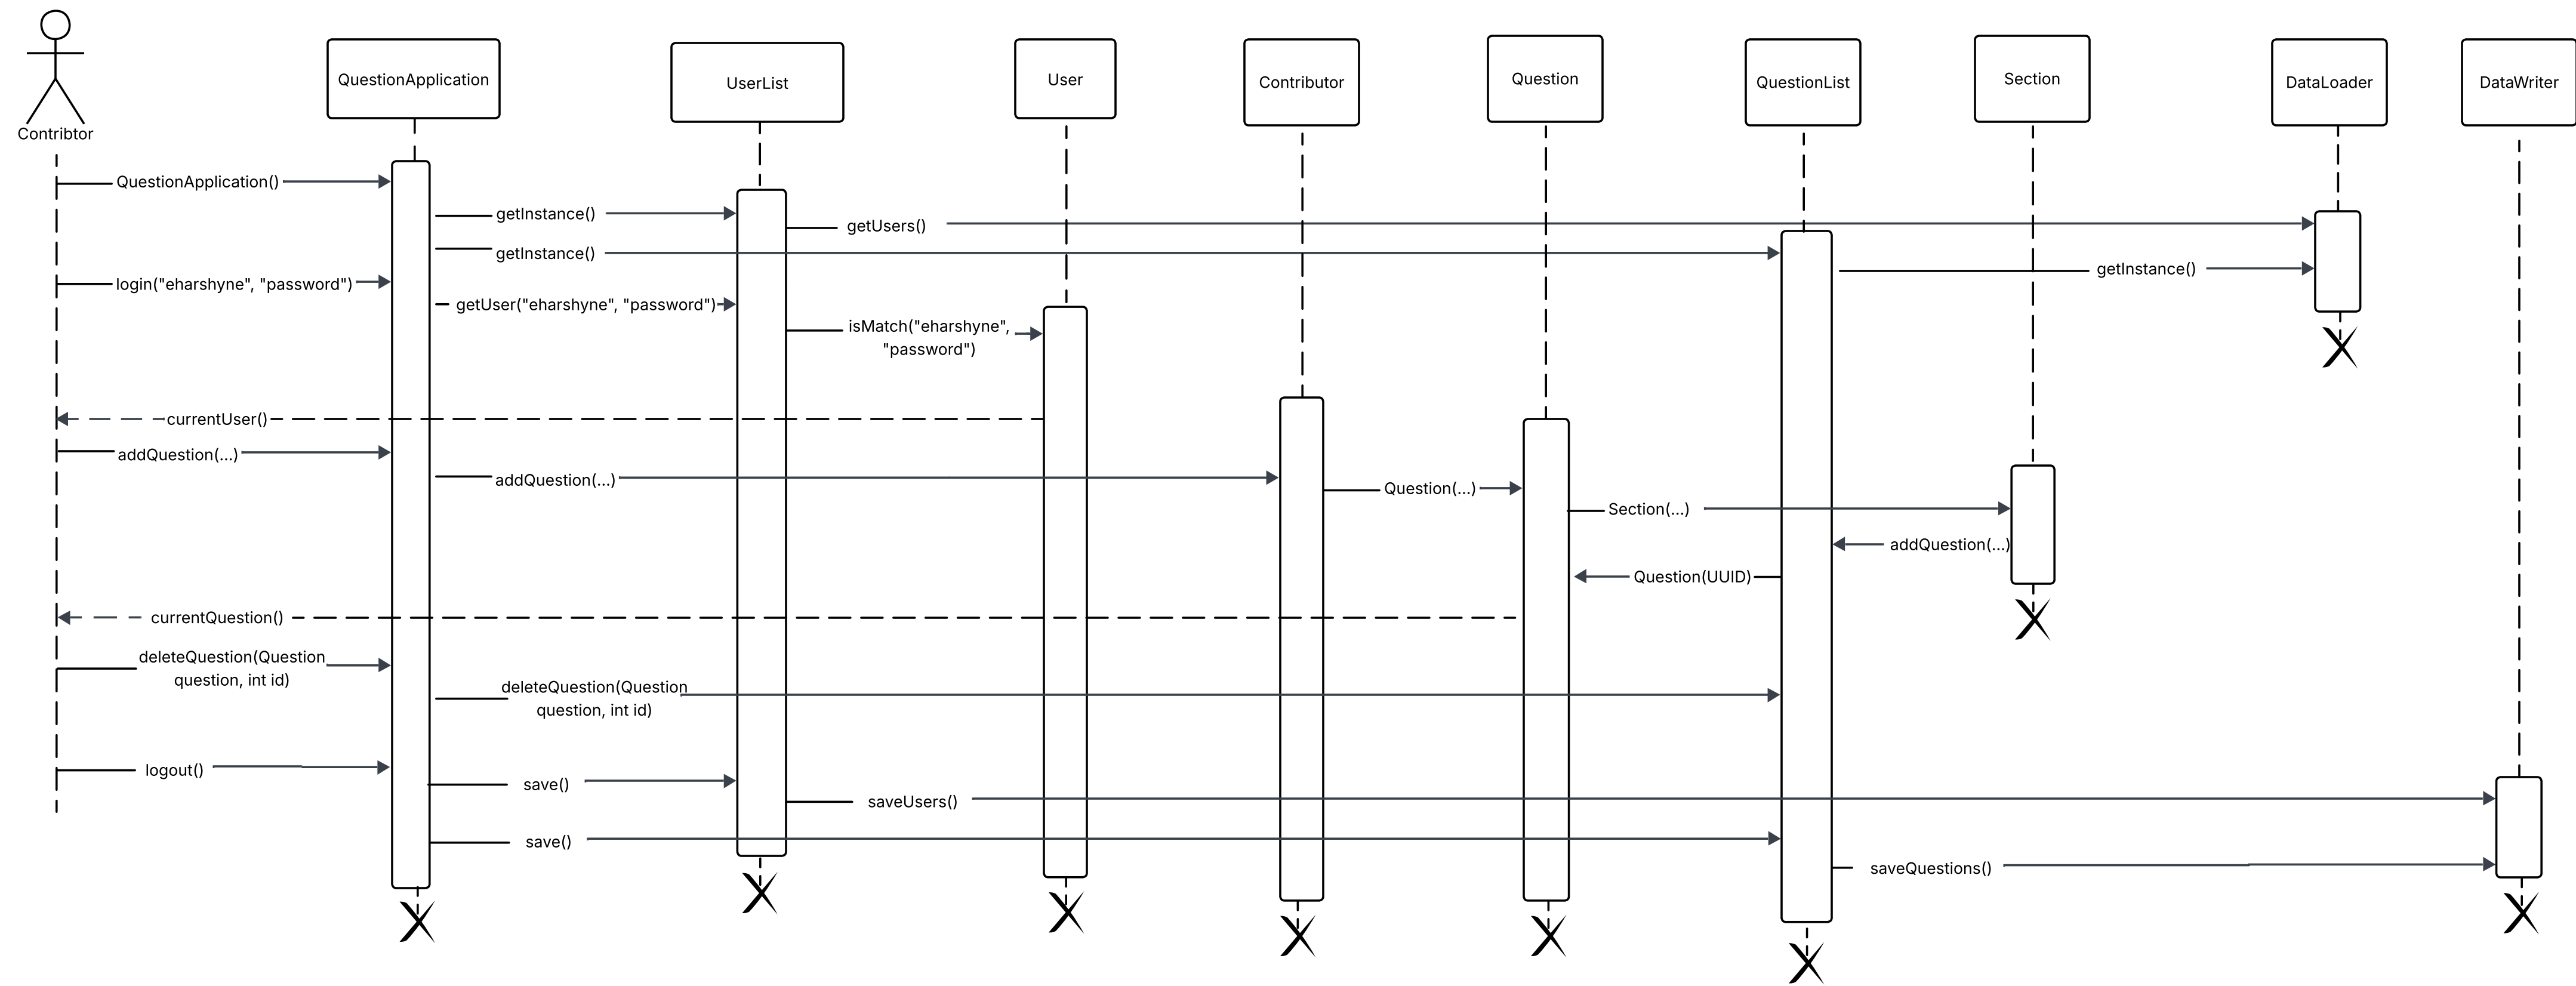 Contribtor
QuestionApplication
UserList
User
Contributor
Question
QuestionList
Section
DataLoader
DataWriter
QuestionApplication()
getInstance()
getUsers()
getInstance()
getInstance()
login("eharshyne", "password")
getUser("eharshyne", "password")
isMatch("eharshyne",
"password")
currentUser()
addQuestion(...)
addQuestion(...)
Question(...)
Section(...)
addQuestion(...)
Question(UUID)
currentQuestion()
deleteQuestion(Question
question, int id)
deleteQuestion(Question
question, int id)
logout()
save()
saveUsers()
save()
saveQuestions()